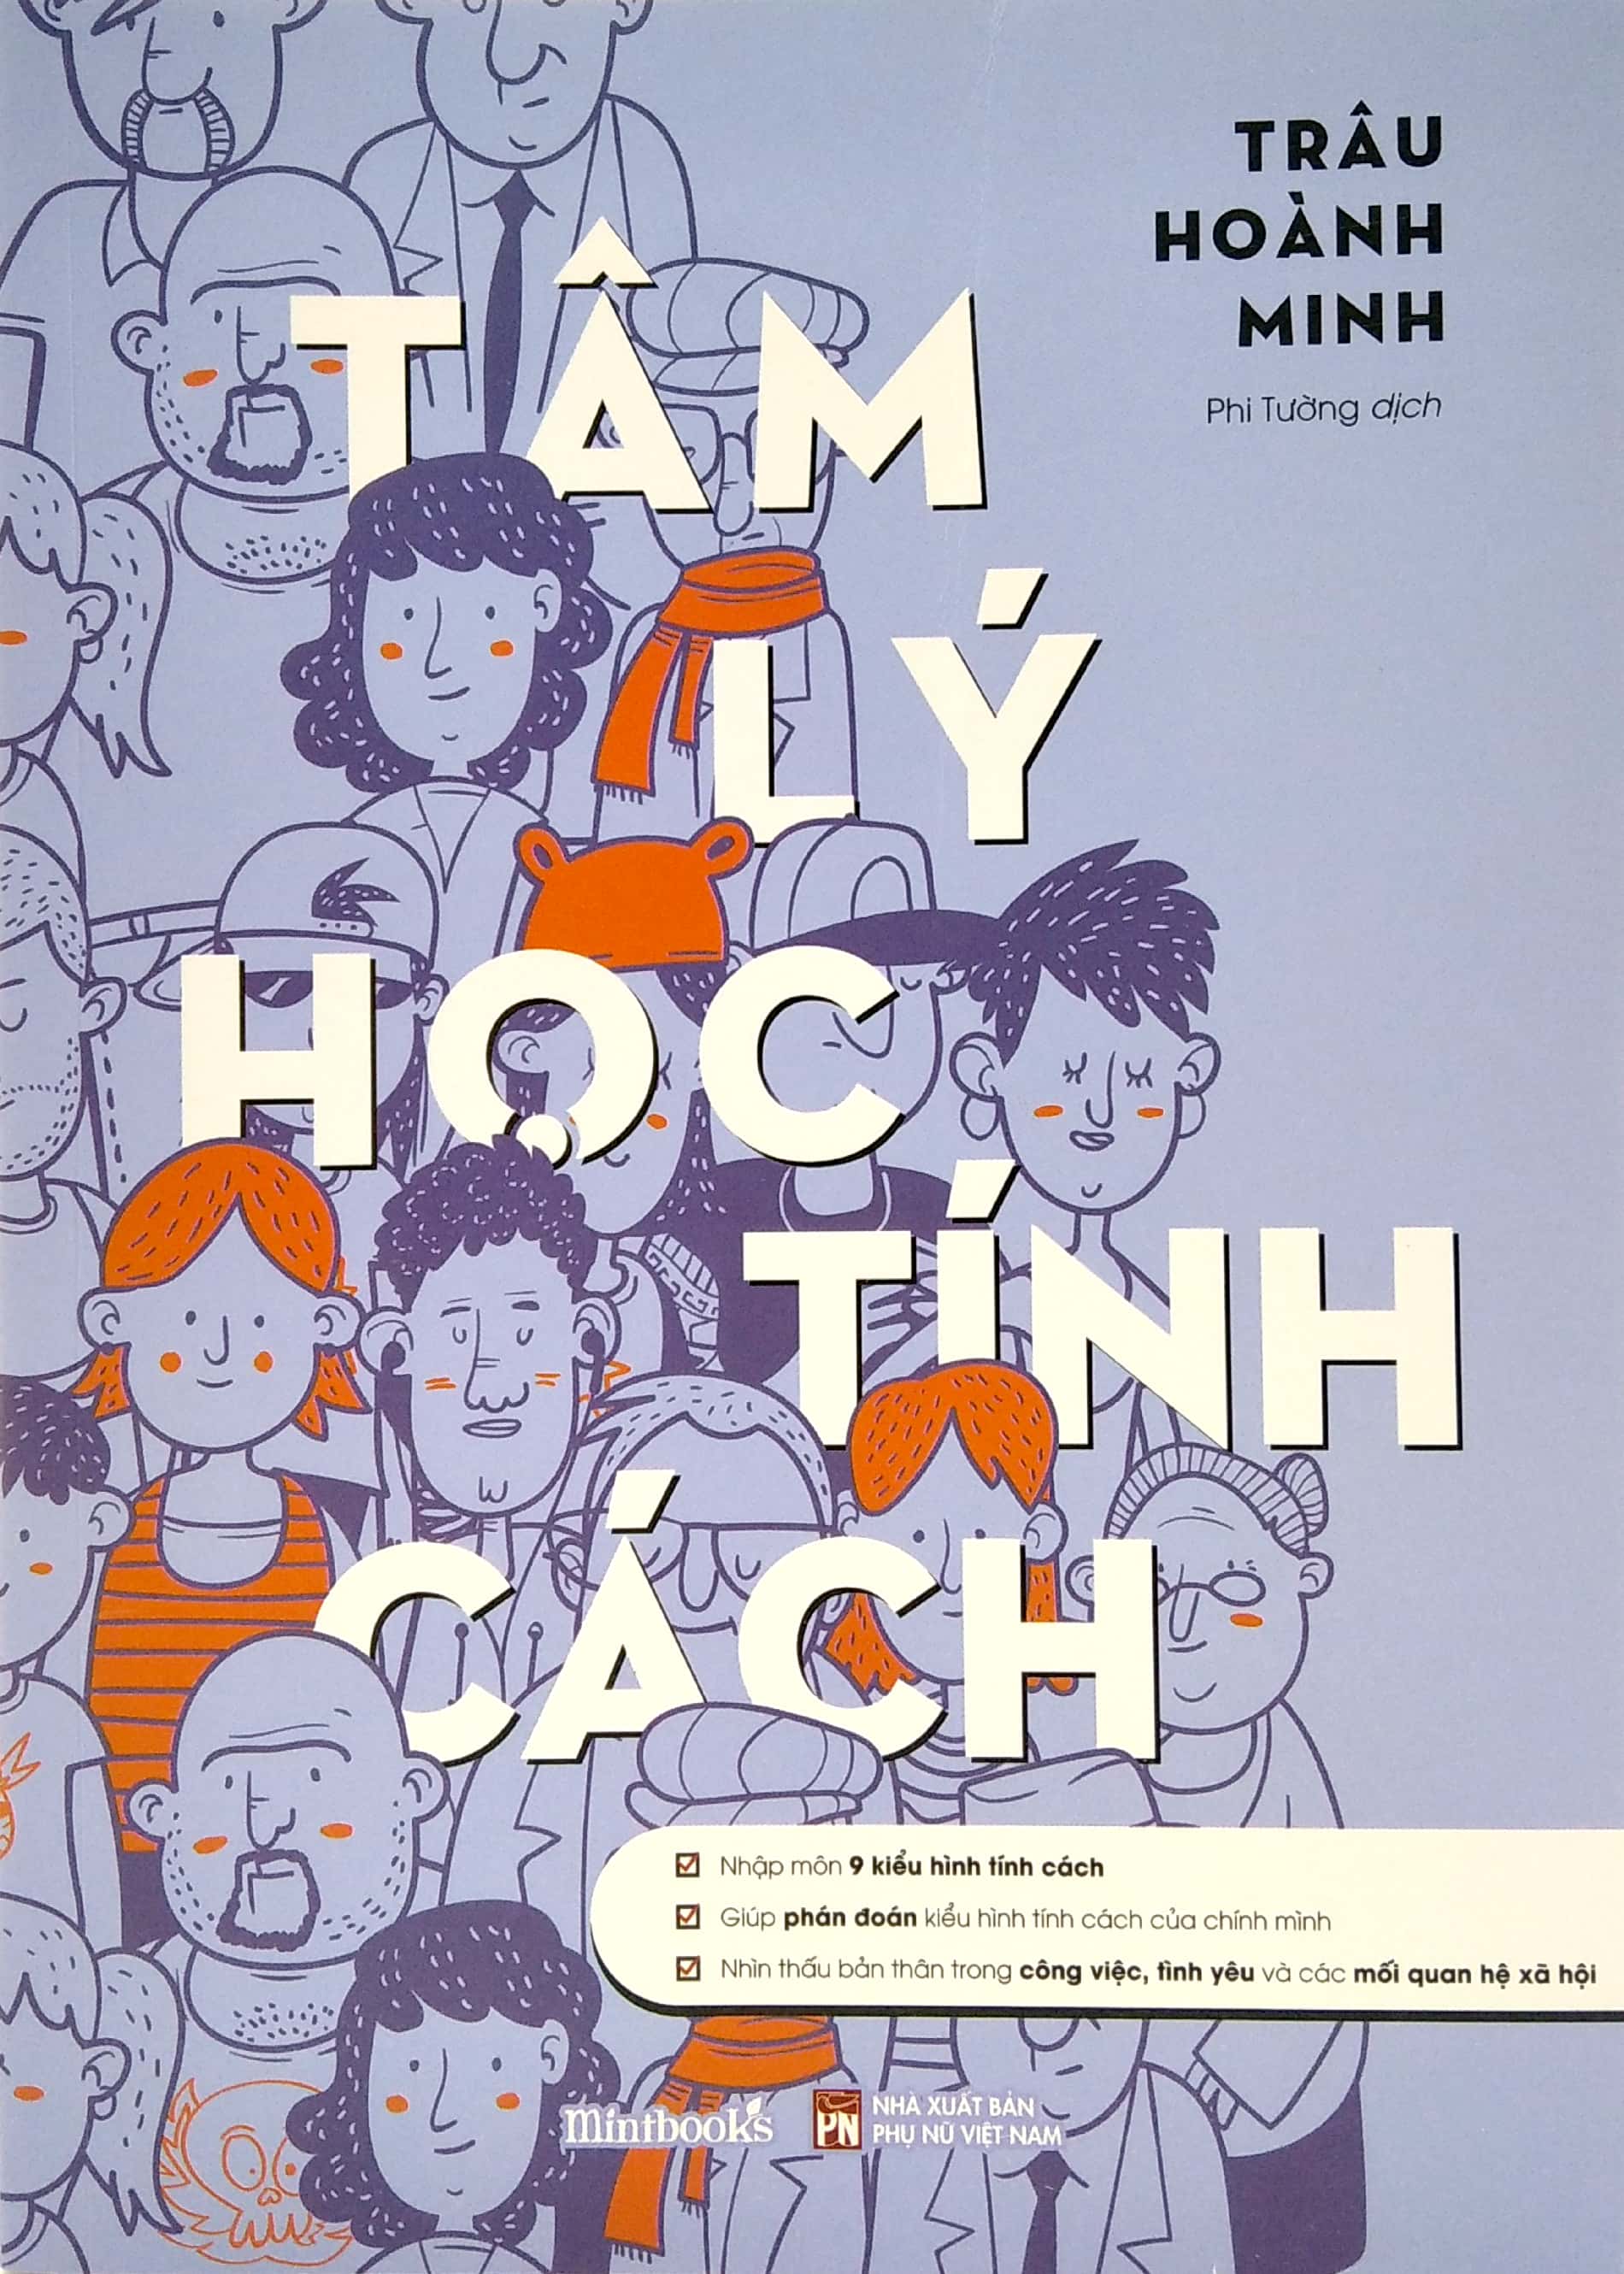 TRÂU
HOÀNH
MINH
Phi Tường dịch
TÂM
LÝ
HỌC
TÍNH
CÁCH
Nhập môn 9 kiểu hình tính cách
Giúp phán đoán kiểu hình tính cách của chính mình
Nhìn thấu bản thân trong công việc, tình yêu và các mối quan hệ xã hội
mintbooks
PN
NHÀ XUẤT BẢN
PHỤ NỮ VIỆT NAM